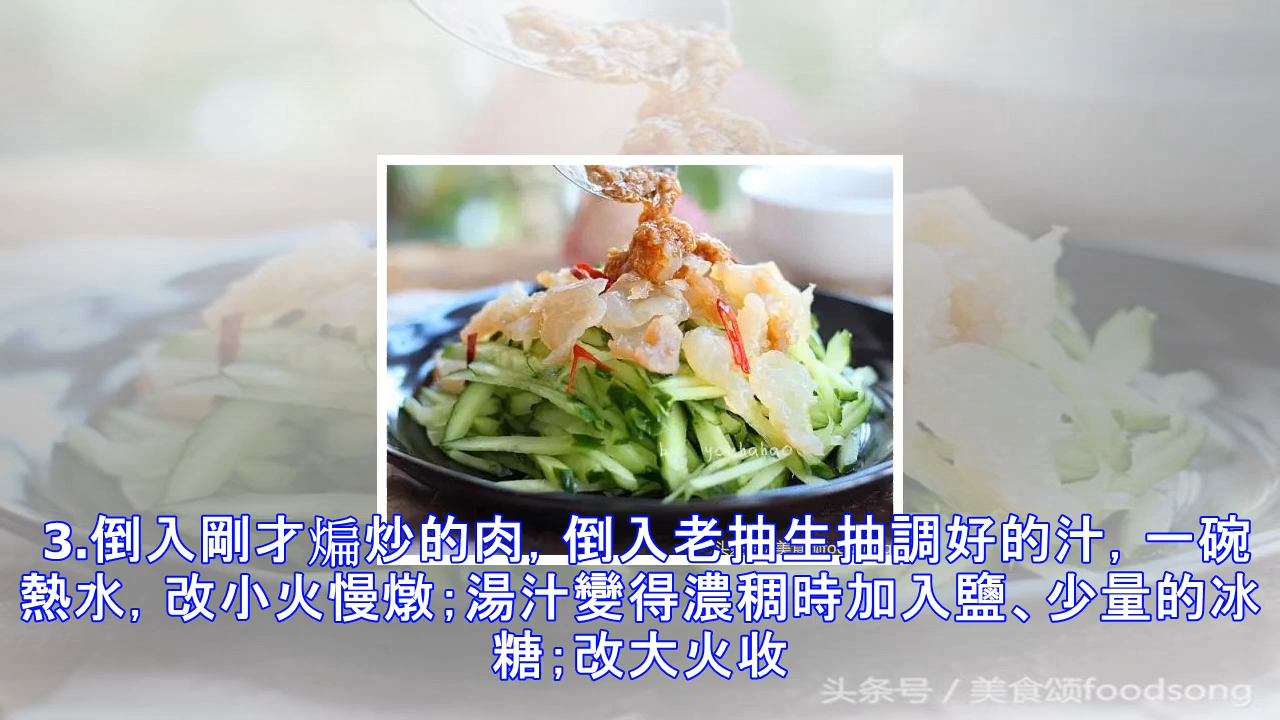 3.倒入剛才煸炒的肉, 倒入老抽生抽調好的汁, 一碗
熱水, 改小火慢燉;湯汁變得濃稠時加入鹽、少量的冰
糖;改大火收
头条号 / 美食颂foodsong